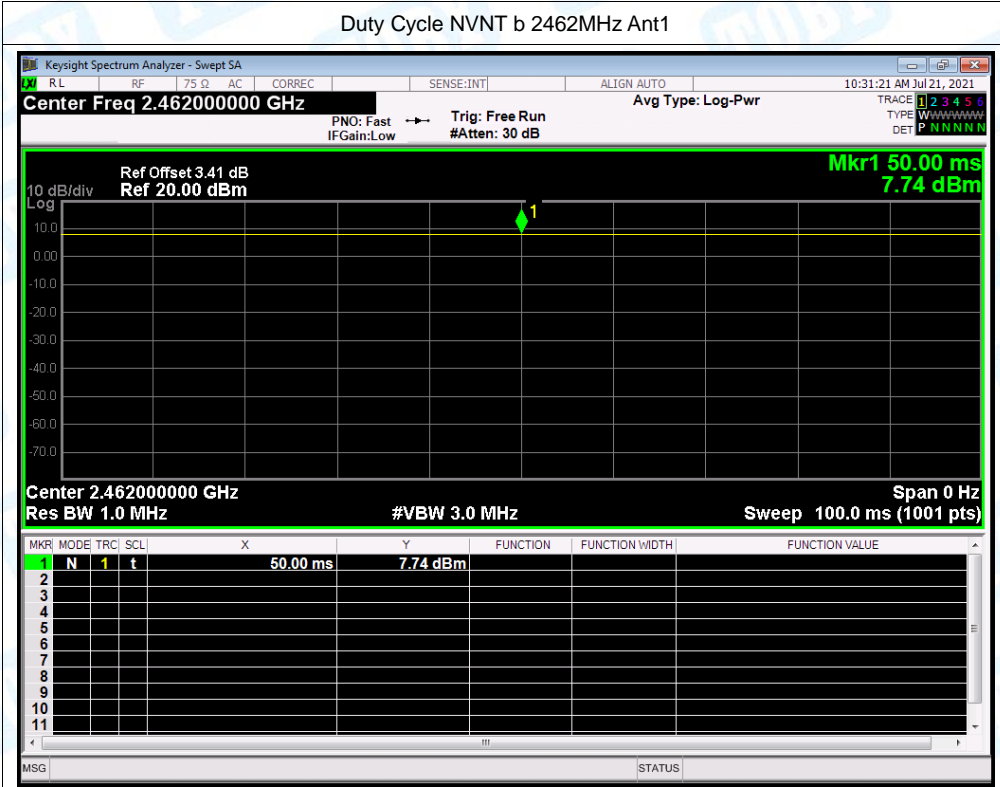 Duty Cycle NVNT b 2462MHz Ant1
Keysight Spectrum Analyzer - Swept SA
LXI RL RF 75 Ω AC CORREC SENSE:INT ALIGN AUTO 10:31:21 AM Jul 21, 2021
Center Freq 2.462000000 GHz Avg Type: Log-Pwr TRACE 1 2 3 4 5 6
PNO: Fast Trig: Free Run TYPE WWWWWW
IFGain:Low #Atten: 30 dB DET P N N N N N
Mkr1 50.00 ms
Ref Offset 3.41 dB
10 dB/div Ref 20.00 dBm 7.74 dBm
Log
1
10.0
0.00
-10.0
-20.0
-30.0
-40.0
-50.0
-60.0
-70.0
Center 2.462000000 GHz Span 0 Hz
Res BW 1.0 MHz #VBW 3.0 MHz Sweep 100.0 ms (1001 pts)
MKR MODE TRC SCL X Y FUNCTION FUNCTION WIDTH FUNCTION VALUE
1 N 1 t 50.00 ms 7.74 dBm
2
3
4
5
6
7
8
9
10
11
MSG STATUS